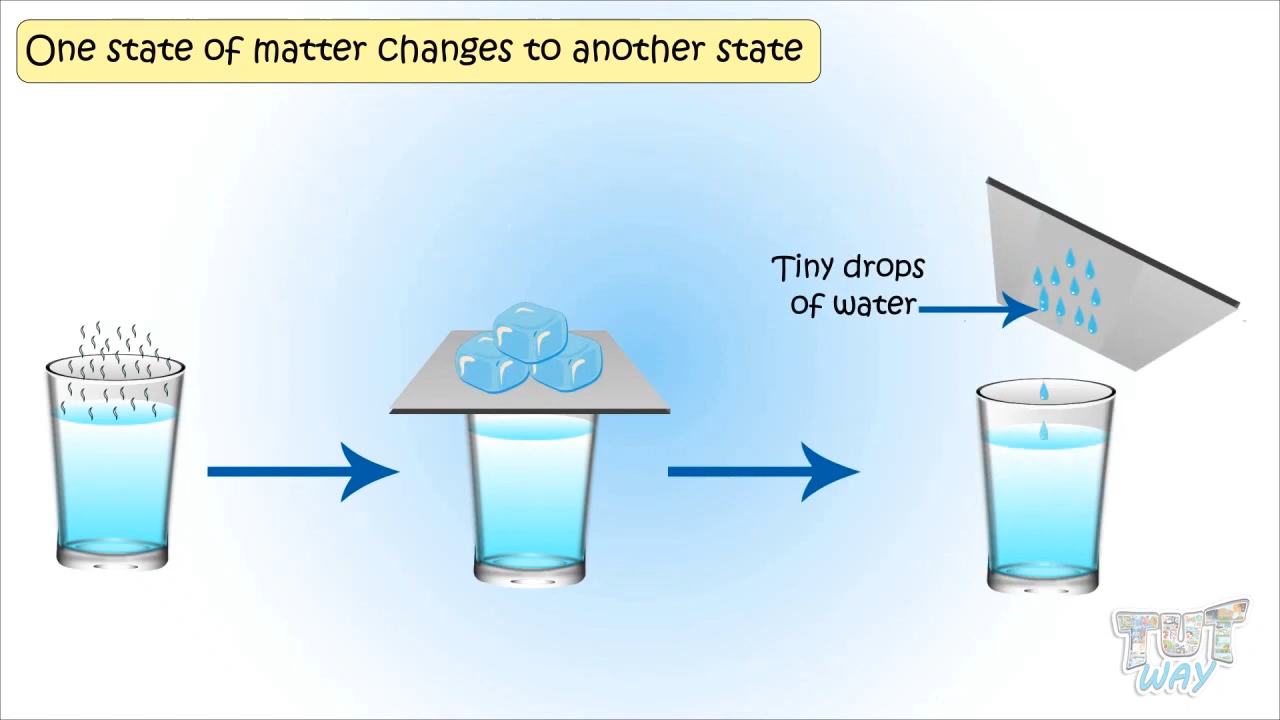 One state of matter changes to another state
Tiny drops
of water
TUT
WAY